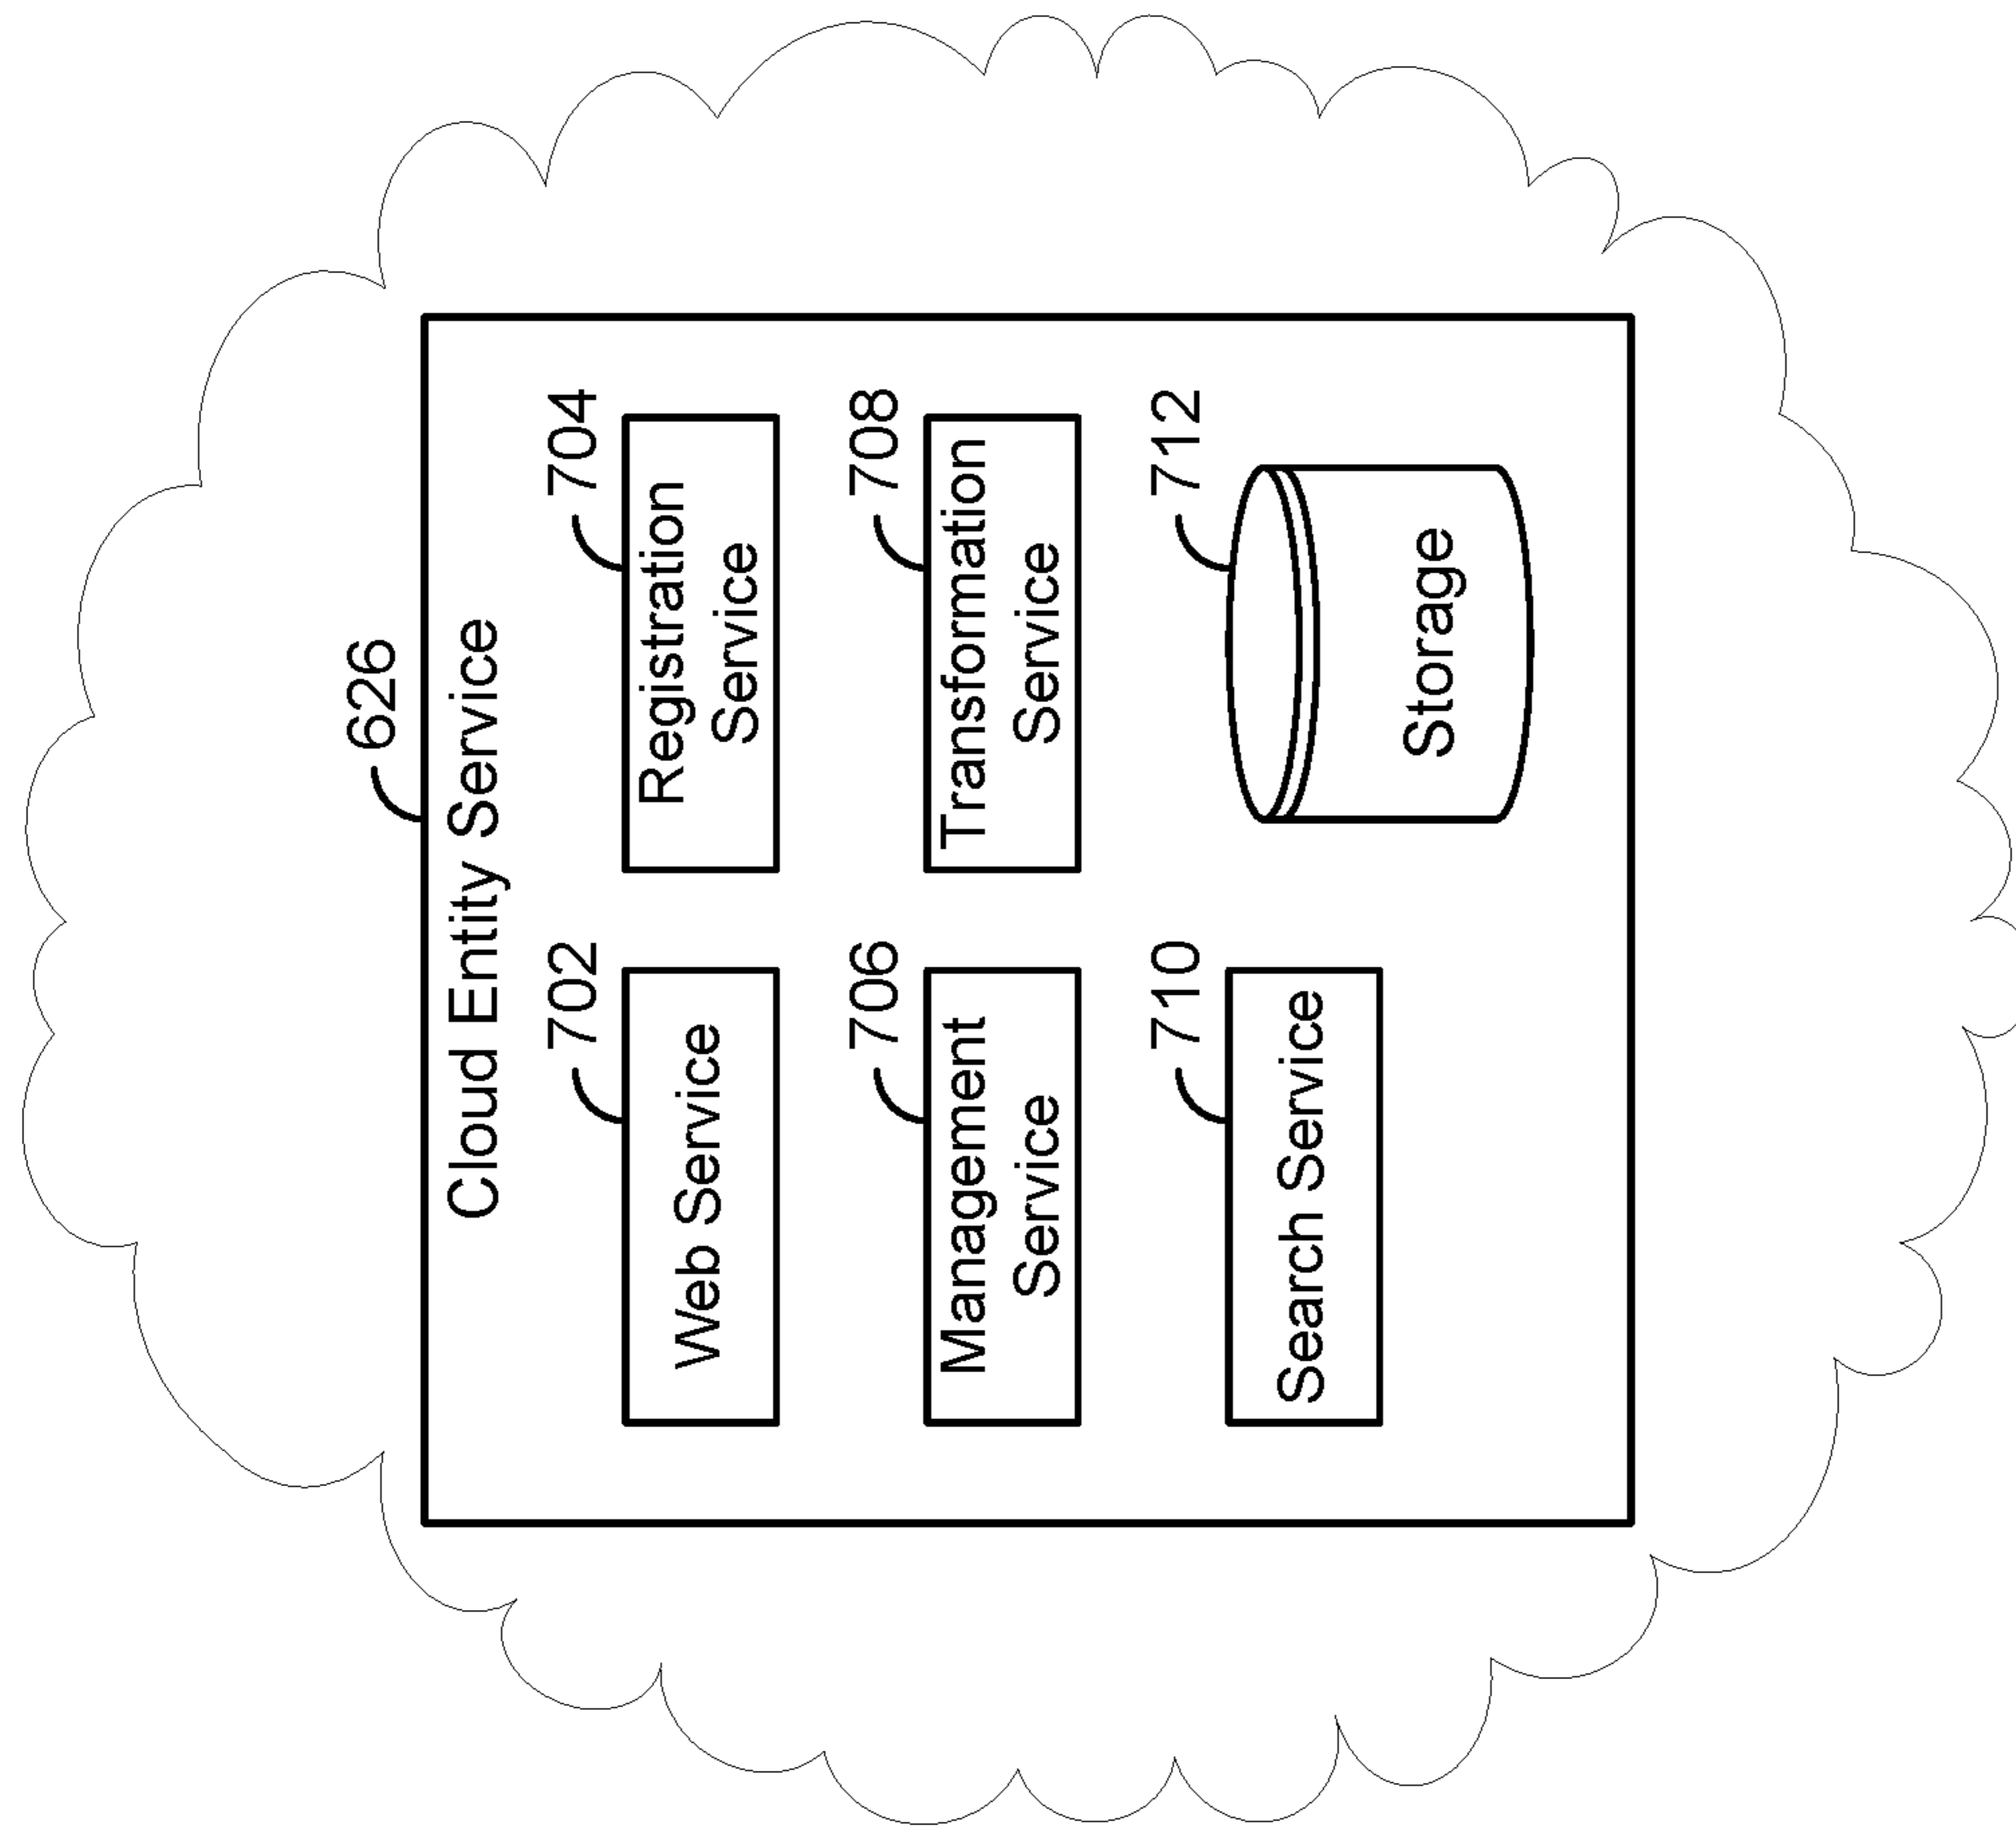 626
Cloud Entity Service
702
Web Service
704
Registration
Service
706
Management
Service
708
Transformation
Service
710
Search Service
712
Storage